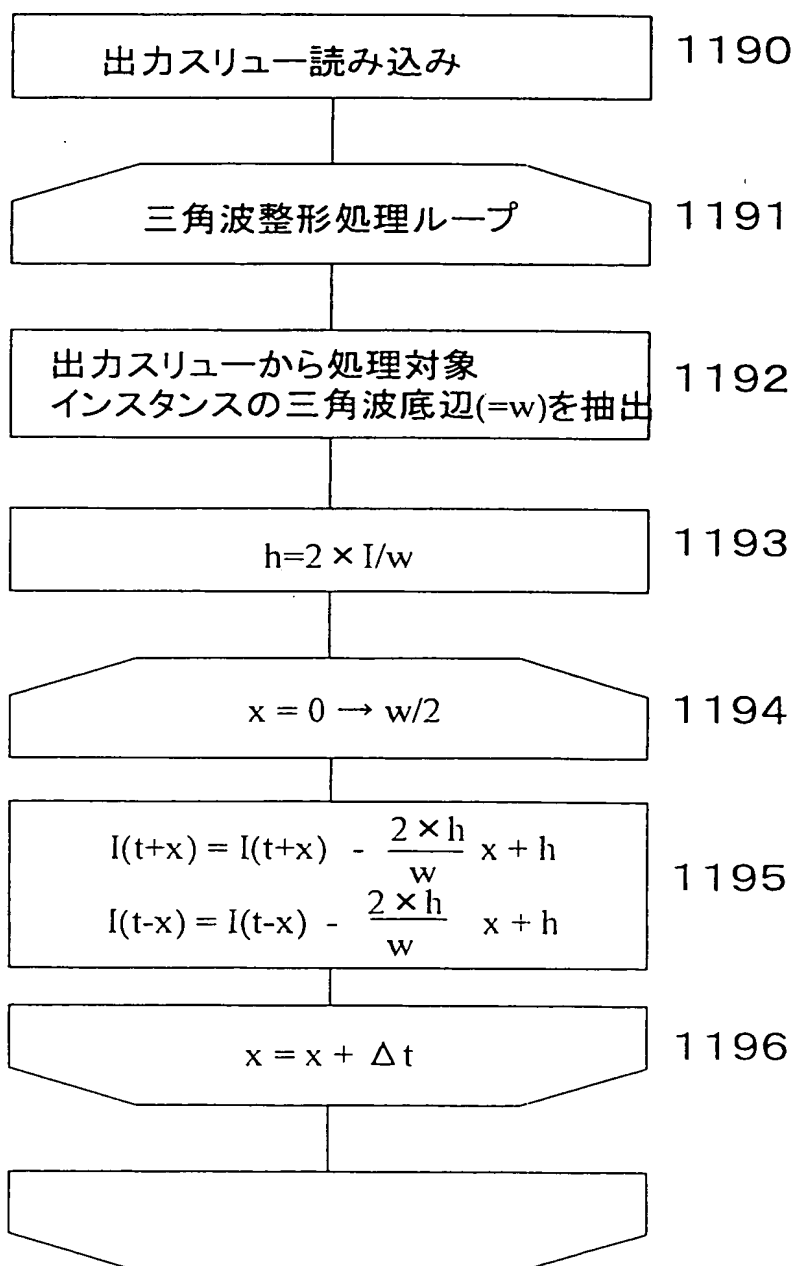 出力スリュー読み込み 1190
三角波整形処理ループ 1191
出力スリューから処理対象
インスタンスの三角波底辺(=w)を抽出 1192
h=2×I/w 1193
x = 0 → w/2 1194
I(t+x) = I(t+x) - \frac{2×h}{w} x + h
I(t-x) = I(t-x) - \frac{2×h}{w} x + h 1195
x = x + Δt 1196